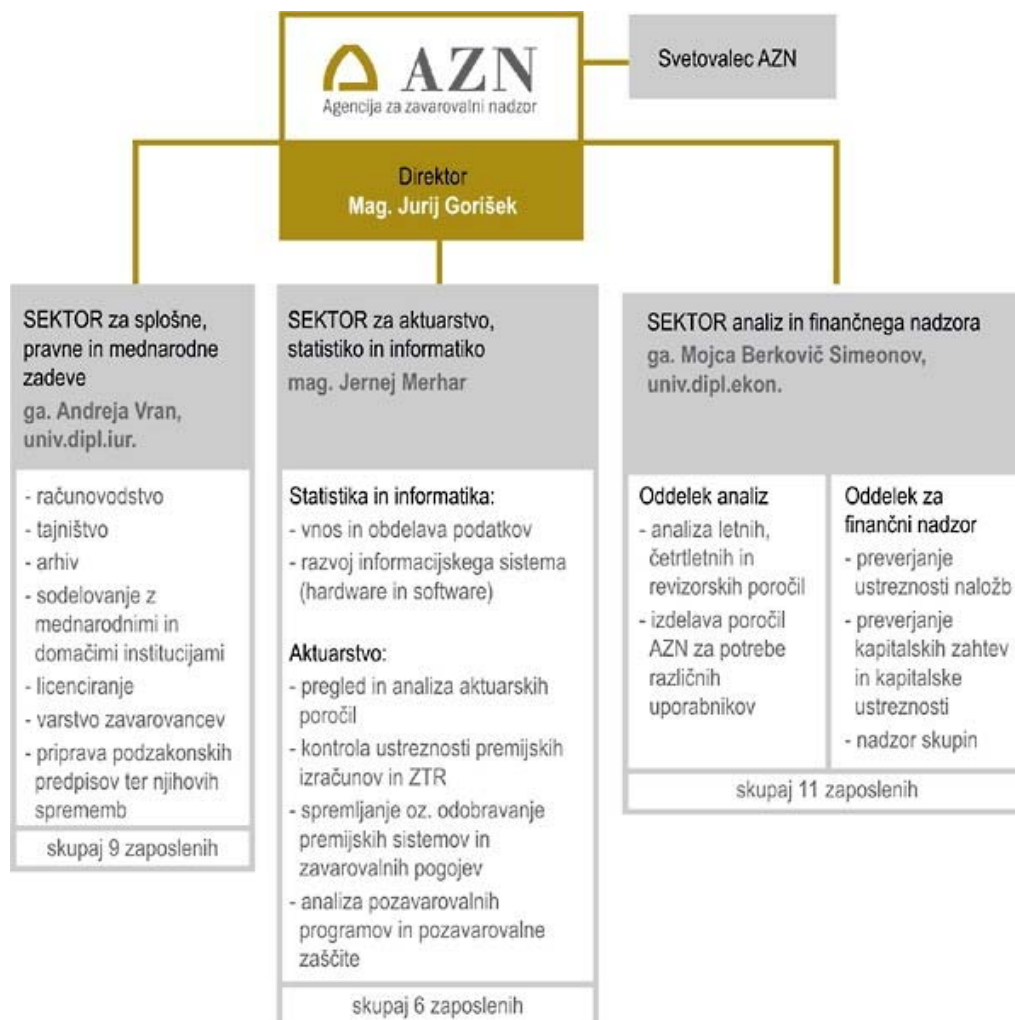 AZN
Agencija za zavarovalni nadzor
Svetovalec AZN
Direktor
Mag. Jurij Gorišek
SEKTOR za splošne,
pravne in mednarodne
zadeve
ga. Andreja Vran,
univ.dipl.iur.
- računovodstvo
- tajništvo
- arhiv
- sodelovanje z
mednarodnimi in
domačimi institucijami
- licenciranje
- varstvo zavarovancev
- priprava podzakonskih
predpisov ter njihovih
sprememb
skupaj 9 zaposlenih
SEKTOR za aktuarstvo,
statistiko in informatiko
mag. Jernej Merhar
Statistika in informatika:
- vnos in obdelava podatkov
- razvoj informacijskega sistema
(hardware in software)
Aktuarstvo:
- pregled in analiza aktuarskih
poročil
- kontrola ustreznosti premijskih
izračunov in ZTR
- spremljanje oz. odobravanje
premijskih sistemov in
zavarovalnih pogojev
- analiza pozavarovalnih
programov in pozavarovalne
zaščite
skupaj 6 zaposlenih
SEKTOR analiz in finančnega nadzora
ga. Mojca Berkovič Simeonov,
univ.dipl.ekon.
Oddelek analiz
- analiza letnih,
četrtletnih in
revizorskih poročil
- izdelava poročil
AZN za potrebe
različnih
uporabnikov
Oddelek za
finančni nadzor
- preverjanje
ustreznosti naložb
- preverjanje
kapitalskih zahtev
in kapitalske
ustreznosti
- nadzor skupin
skupaj 11 zaposlenih